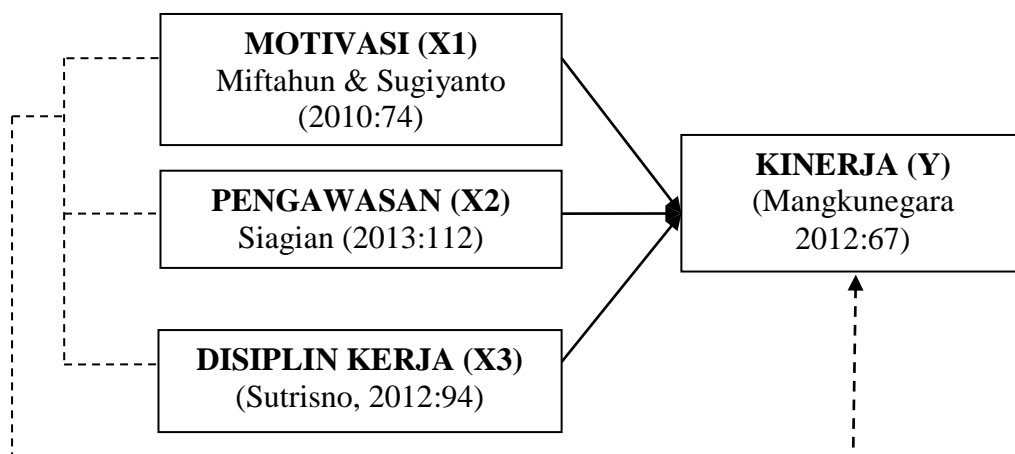 MOTIVASI (X1)
Miftahun & Sugiyanto
(2010:74)
PENGAWASAN (X2)
Siagian (2013:112)
DISIPLIN KERJA (X3)
(Sutrisno, 2012:94)
KINERJA (Y)
(Mangkunegara
2012:67)